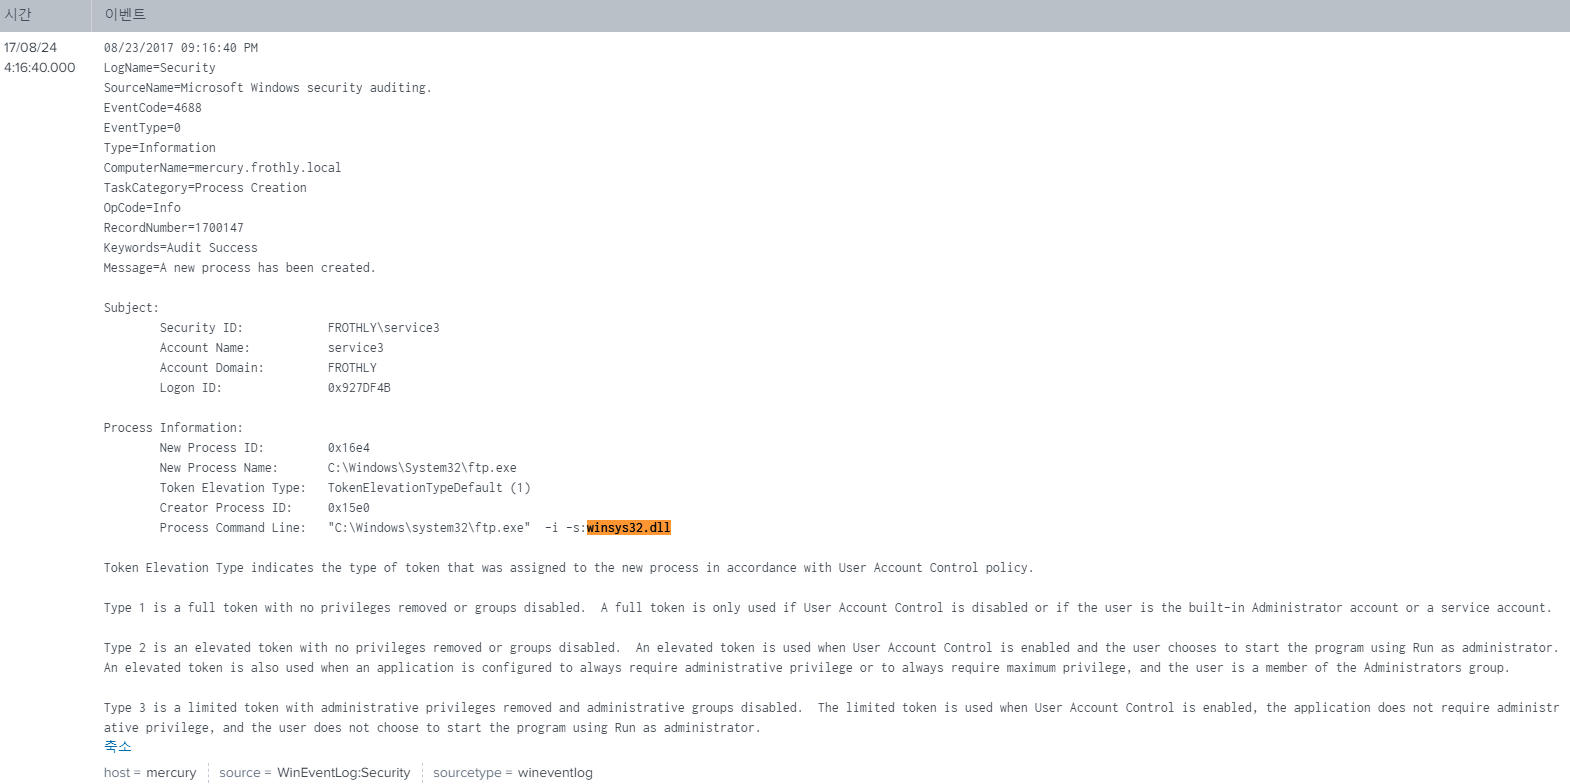 시간 이벤트
17/08/24 08/23/2017 09:16:40 PM
4:16:40.000 LogName=Security
SourceName=Microsoft Windows security auditing.
EventCode=4688
EventType=0
Type=Information
ComputerName=mercury.frothly.local
TaskCategory=Process Creation
OpCode=Info
RecordNumber=1700147
Keywords=Audit Success
Message=A new process has been created.
Subject:
Security ID: FROTHLY\service3
Account Name: service3
Account Domain: FROTHLY
Logon ID: 0x927DF4B
Process Information:
New Process ID: 0x16e4
New Process Name: C:\Windows\System32\ftp.exe
Token Elevation Type: TokenElevationTypeDefault (1)
Creator Process ID: 0x15e0
Process Command Line: "C:\Windows\system32\ftp.exe" -i -s:winsys32.dll
Token Elevation Type indicates the type of token that was assigned to the new process in accordance with User Account Control policy.
Type 1 is a full token with no privileges removed or groups disabled. A full token is only used if User Account Control is disabled or if the user is the built-in Administrator account or a service account.
Type 2 is an elevated token with no privileges removed or groups disabled. An elevated token is used when User Account Control is enabled and the user chooses to start the program using Run as administrator.
An elevated token is also used when an application is configured to always require administrative privilege or to always require maximum privilege, and the user is a member of the Administrators group.
Type 3 is a limited token with administrative privileges removed and administrative groups disabled. The limited token is used when User Account Control is enabled, the application does not require administr
ative privilege, and the user does not choose to start the program using Run as administrator.
축소
host = mercury source = WinEventLog:Security sourcetype = wineventlog